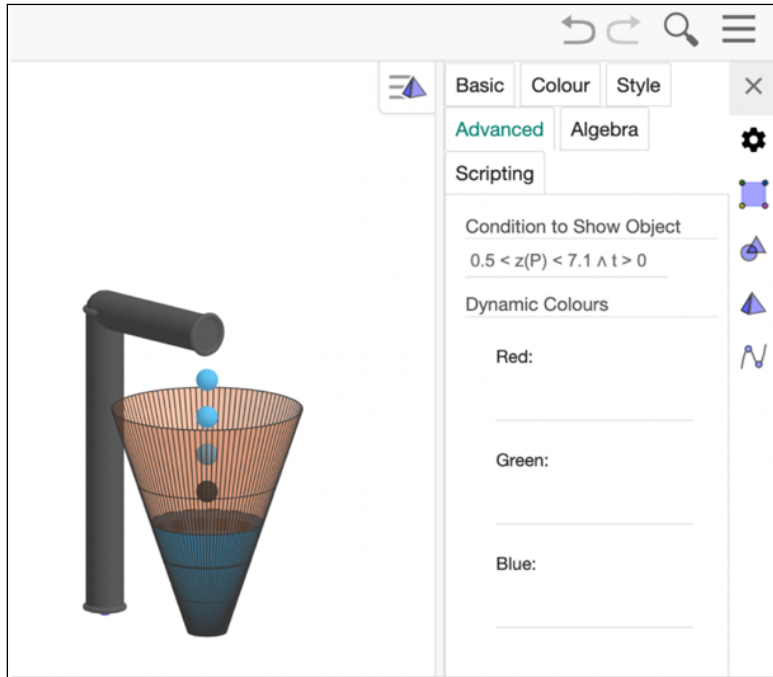 Basic Colour Style
Advanced Algebra
Scripting
Condition to Show Object
0.5 < z(P) < 7.1 ∧ t > 0
Dynamic Colours
Red:
Green:
Blue: